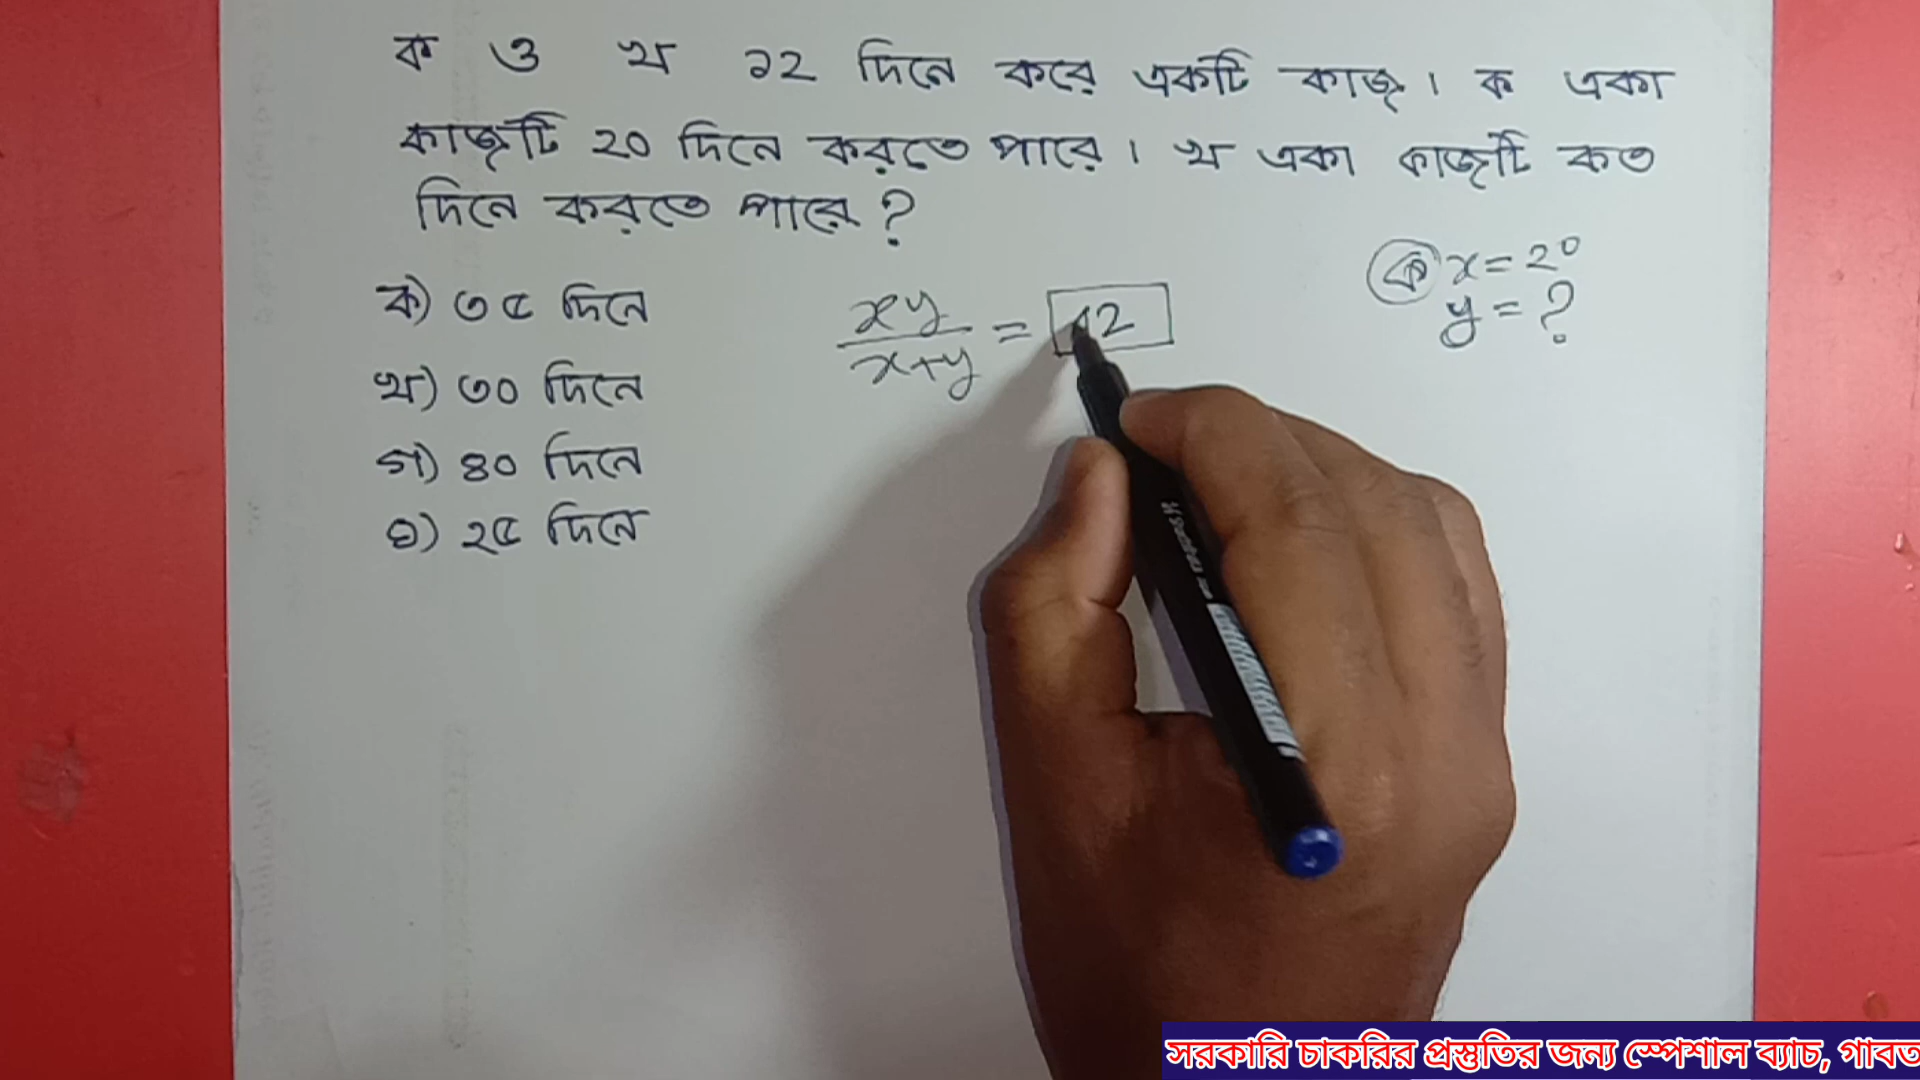 ক ও খ ১২ দিনে করে একটি কাজ। ক একা
কাজটি ২০ দিনে করতে পারে। খ একা কাজটি কত
দিনে করতে পারে?
ক) ৩৫ দিনে
খ) ৩০ দিনে
গ) ৪০ দিনে
ঘ) ২৫ দিনে
xy
x+y = 12
ক x = 20
y = ?
সরকারি চাকরির প্রস্তুতির জন্য স্পেশাল ব্যাচ, গাবত